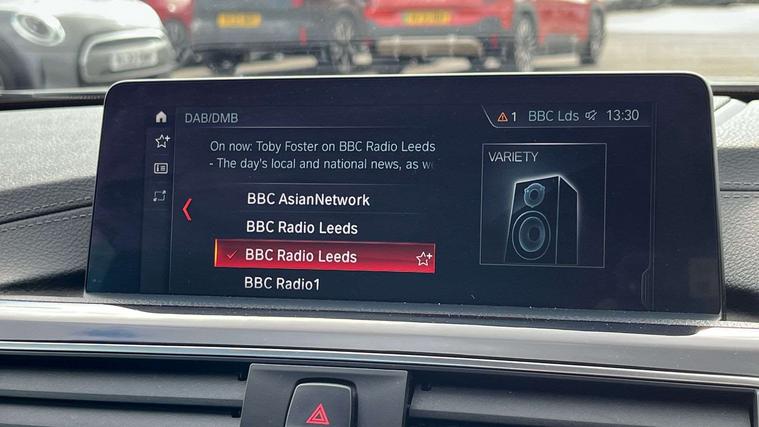 DAB/DMB
1 BBC Lds 13:30
On now: Toby Foster on BBC Radio Leeds
- The day's local and national news, as
VARIETY
BBC AsianNetwork
BBC Radio Leeds
BBC Radio Leeds
BBC Radio1